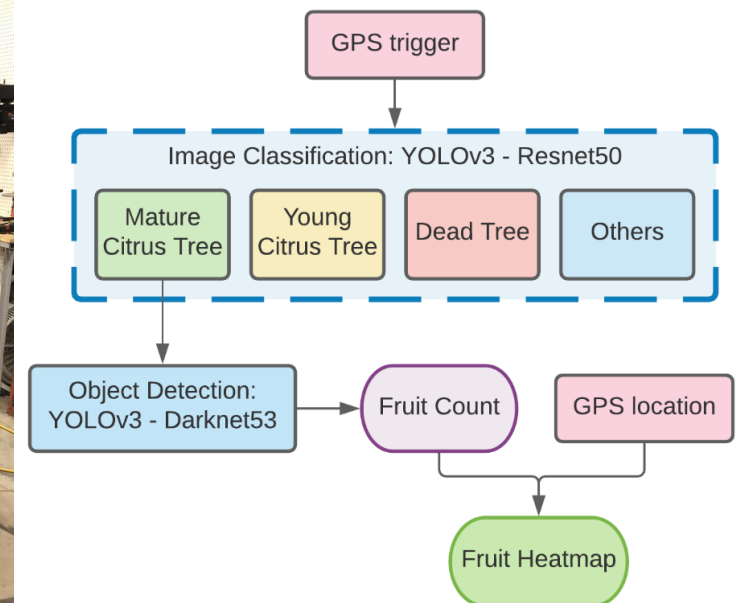 GPS trigger
Image Classification: YOLOv3 - Resnet50
Mature
Citrus Tree
Young
Citrus Tree
Dead Tree
Others
Object Detection:
YOLOv3 - Darknet53
Fruit Count
GPS location
Fruit Heatmap